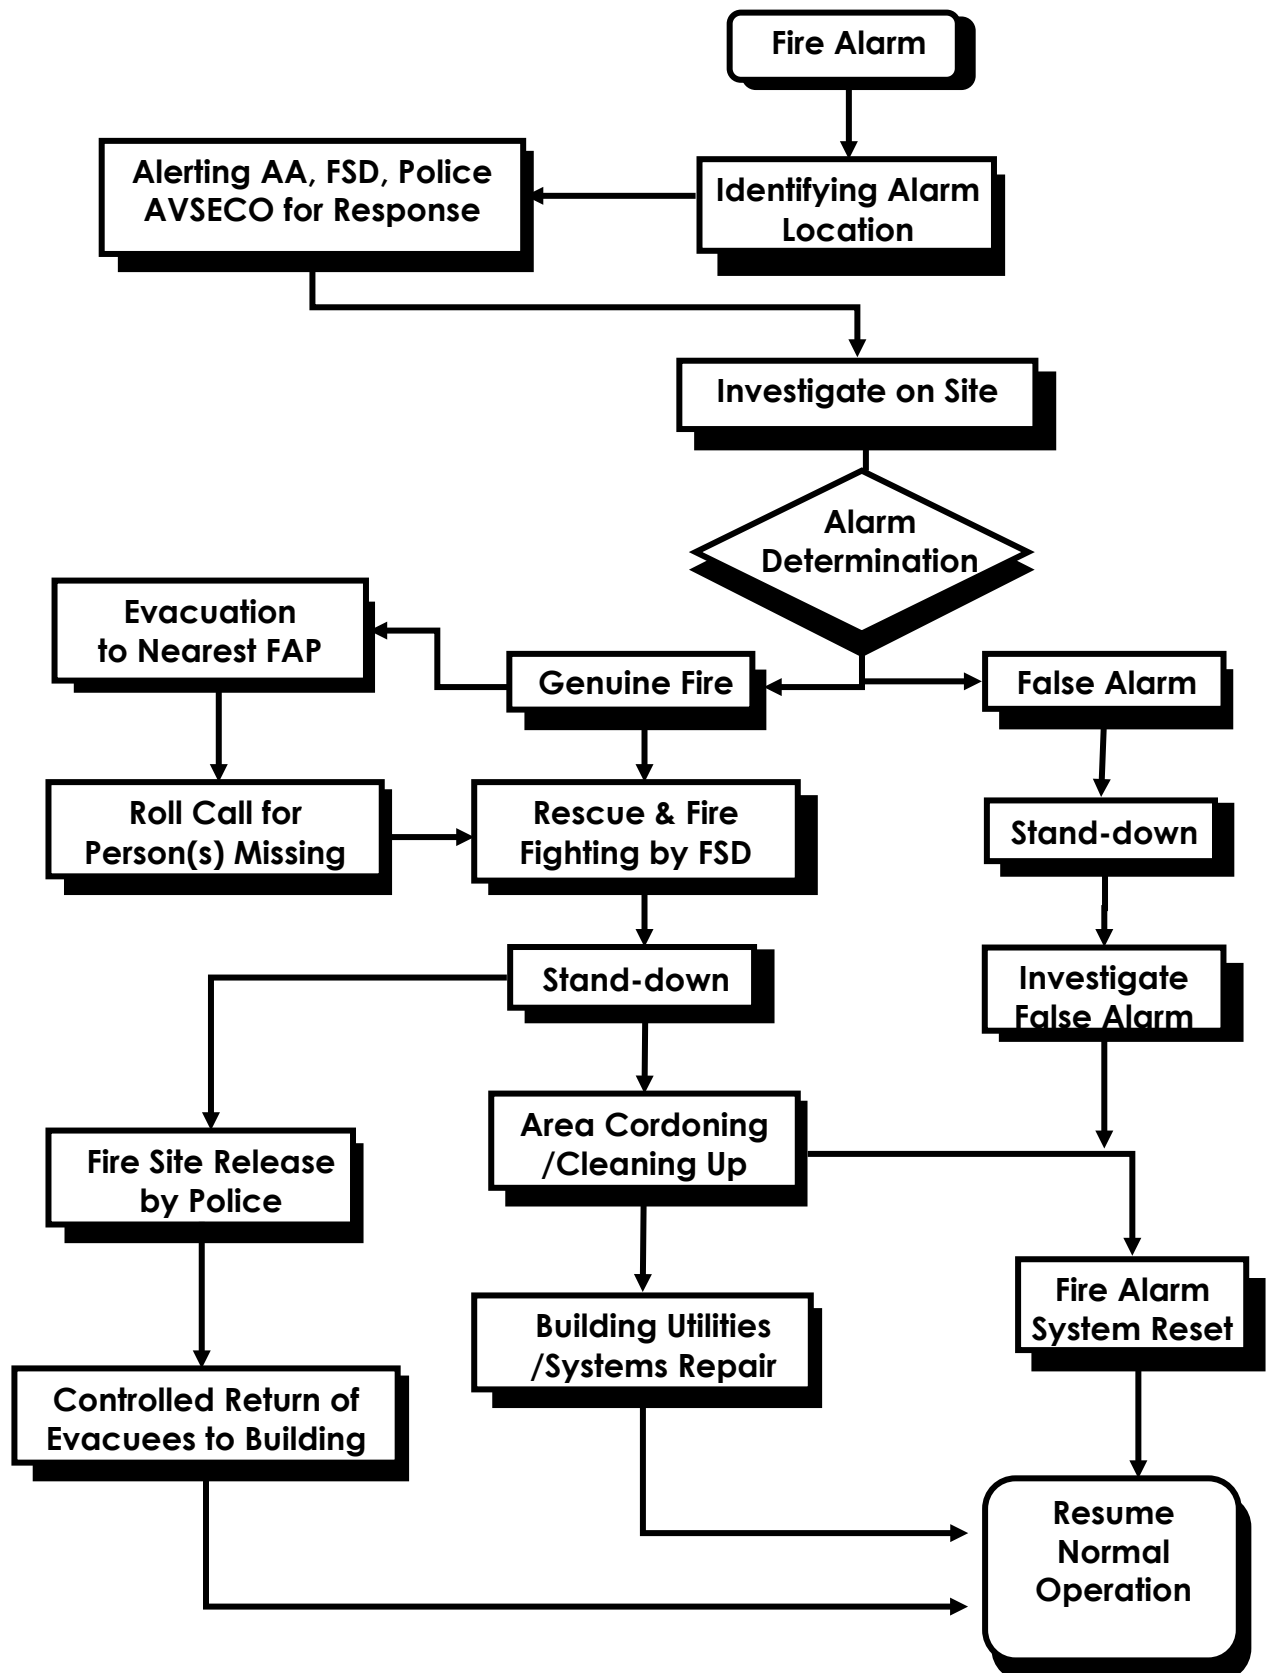 Fire Alarm
Identifying Alarm
Location
Alerting AA, FSD, Police
AVSECO for Response
Investigate on Site
Alarm
Determination
Genuine Fire
False Alarm
Evacuation
to Nearest FAP
Roll Call for
Person(s) Missing
Rescue & Fire
Fighting by FSD
Stand-down
Stand-down
Investigate
False Alarm
Area Cordoning
/Cleaning Up
Fire Site Release
by Police
Building Utilities
/Systems Repair
Fire Alarm
System Reset
Controlled Return of
Evacuees to Building
Resume
Normal
Operation